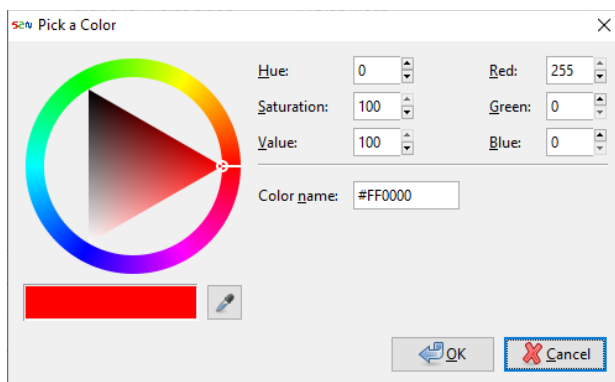 S2N Pick a Color
Hue: 0 Red: 255
Saturation: 100 Green: 0
Value: 100 Blue: 0
Color name: #FF0000
OK Cancel